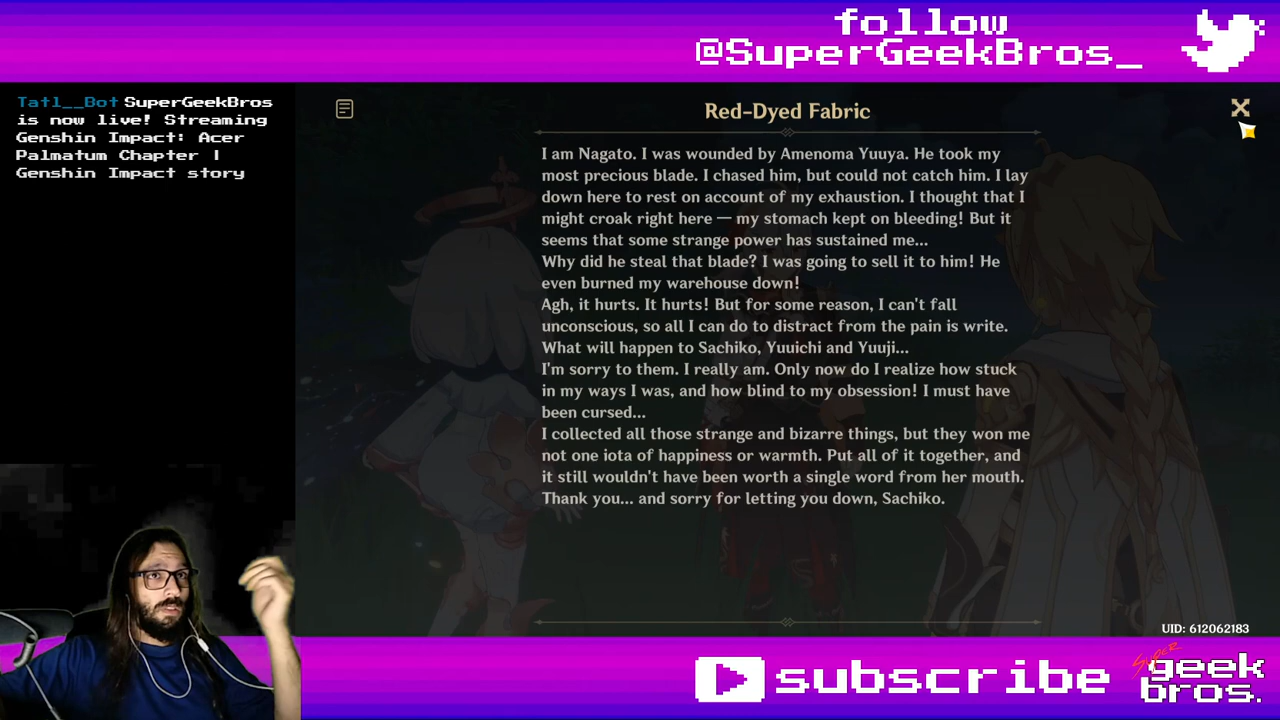 follow
@SuperGeekBros_
Tatl__Bot SuperGeekBros
is now live! Streaming
Genshin Impact: Acer
Palmatum Chapter 1
Genshin Impact story
Red-Dyed Fabric
I am Nagato. I was wounded by Amenoma Yuuya. He took my
most precious blade. I chased him, but could not catch him. I lay
down here to rest on account of my exhaustion. I thought that I
might croak right here — my stomach kept on bleeding! But it
seems that some strange power has sustained me...
Why did he steal that blade? I was going to sell it to him! He
even burned my warehouse down!
Agh, it hurts. It hurts! But for some reason, I can't fall
unconscious, so all I can do to distract from the pain is write.
What will happen to Sachiko, Yuuichi and Yuuji...
I'm sorry to them. I really am. Only now do I realize how stuck
in my ways I was, and how blind to my obsession! I must have
been cursed...
I collected all those strange and bizarre things, but they won me
not one iota of happiness or warmth. Put all of it together, and
it still wouldn't have been worth a single word from her mouth.
Thank you... and sorry for letting you down, Sachiko.
UID: 612062183
subscribe
SUPER
geek
bros.